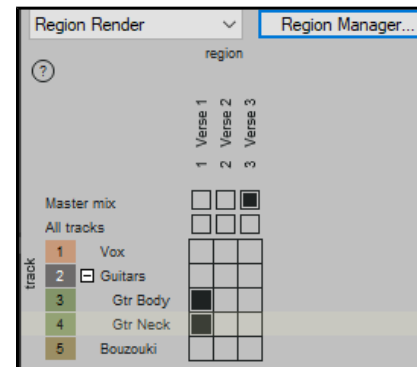 Region Render
Region Manager...
region
?
1 Verse 1
2 Verse 2
3 Verse 3
Master mix
All tracks
track
1 Vox
2 Guitars
3 Gtr Body
4 Gtr Neck
5 Bouzouki